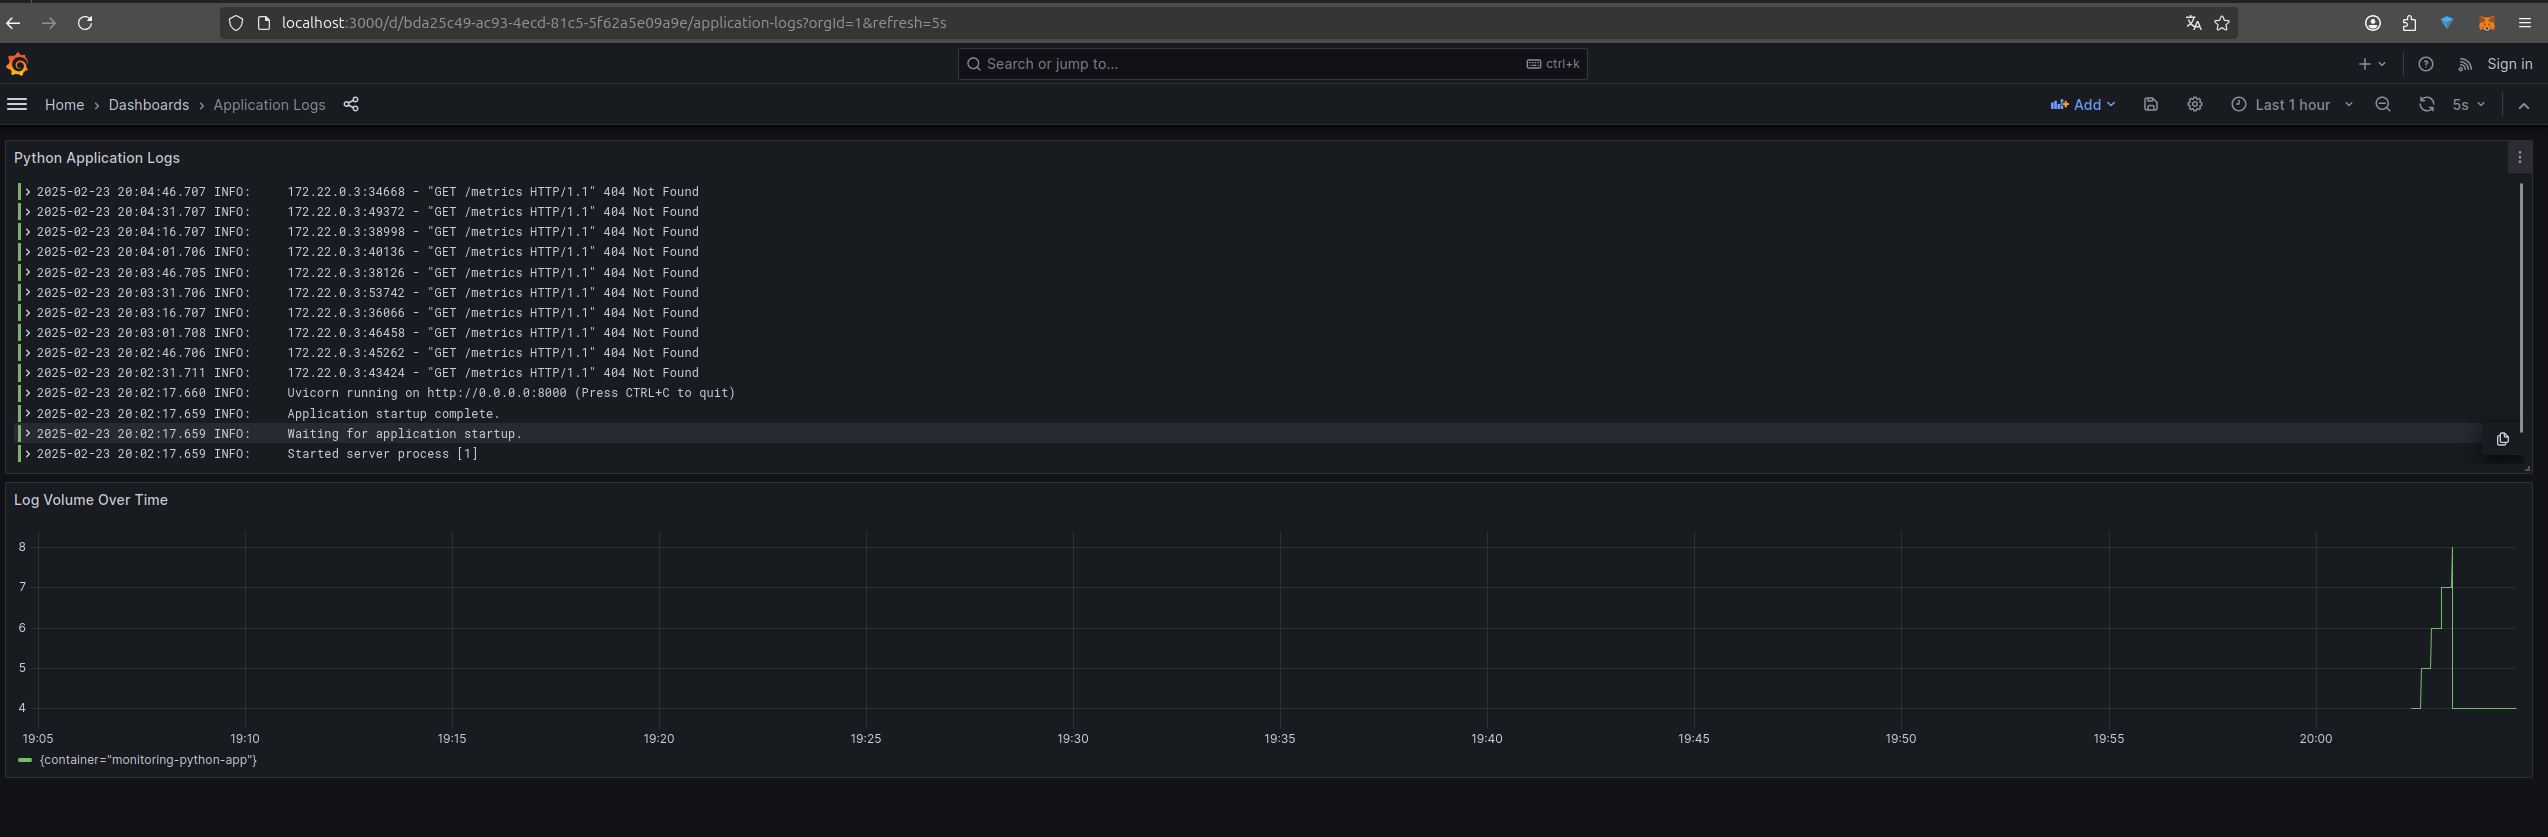 localhost:3000/d/bda25c49-ac93-4ecd-81c5-5f62a5e09a9e/application-logs?orgId=1&refresh=5s
Search or jump to... ctrl+k Sign in
Home › Dashboards › Application Logs Add Last 1 hour 5s
Python Application Logs
2025-02-23 20:04:46.707 INFO: 172.22.0.3:34668 - "GET /metrics HTTP/1.1" 404 Not Found
2025-02-23 20:04:31.707 INFO: 172.22.0.3:49372 - "GET /metrics HTTP/1.1" 404 Not Found
2025-02-23 20:04:16.707 INFO: 172.22.0.3:38998 - "GET /metrics HTTP/1.1" 404 Not Found
2025-02-23 20:04:01.706 INFO: 172.22.0.3:40136 - "GET /metrics HTTP/1.1" 404 Not Found
2025-02-23 20:03:46.705 INFO: 172.22.0.3:38126 - "GET /metrics HTTP/1.1" 404 Not Found
2025-02-23 20:03:31.706 INFO: 172.22.0.3:53742 - "GET /metrics HTTP/1.1" 404 Not Found
2025-02-23 20:03:16.707 INFO: 172.22.0.3:36066 - "GET /metrics HTTP/1.1" 404 Not Found
2025-02-23 20:03:01.708 INFO: 172.22.0.3:46458 - "GET /metrics HTTP/1.1" 404 Not Found
2025-02-23 20:02:46.706 INFO: 172.22.0.3:45262 - "GET /metrics HTTP/1.1" 404 Not Found
2025-02-23 20:02:31.711 INFO: 172.22.0.3:43424 - "GET /metrics HTTP/1.1" 404 Not Found
2025-02-23 20:02:17.660 INFO: Uvicorn running on http://0.0.0.0:8000 (Press CTRL+C to quit)
2025-02-23 20:02:17.659 INFO: Application startup complete.
2025-02-23 20:02:17.659 INFO: Waiting for application startup.
2025-02-23 20:02:17.659 INFO: Started server process [1]
Log Volume Over Time
8
7
6
5
4
19:05 19:10 19:15 19:20 19:25 19:30 19:35 19:40 19:45 19:50 19:55 20:00
{container="monitoring-python-app"}